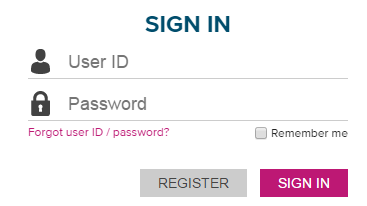 SIGN IN
User ID
Password
Forgot user ID / password? Remember me
REGISTER SIGN IN